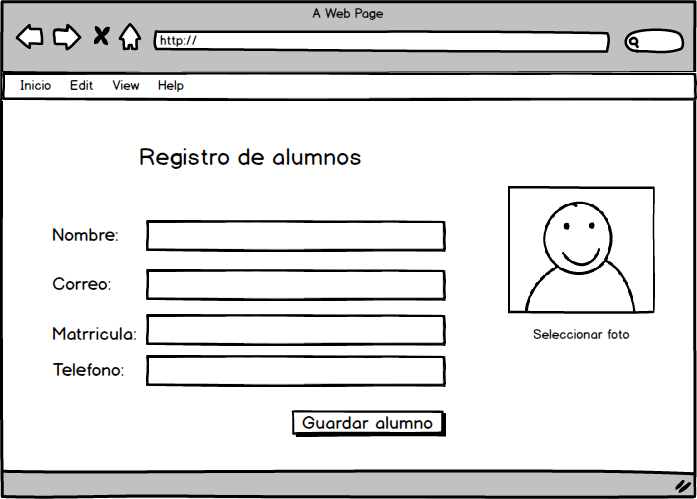 A Web Page
http://
Inicio Edit View Help
Registro de alumnos
Nombre:
Correo:
Matrricula:
Telefono:
Seleccionar foto
Guardar alumno